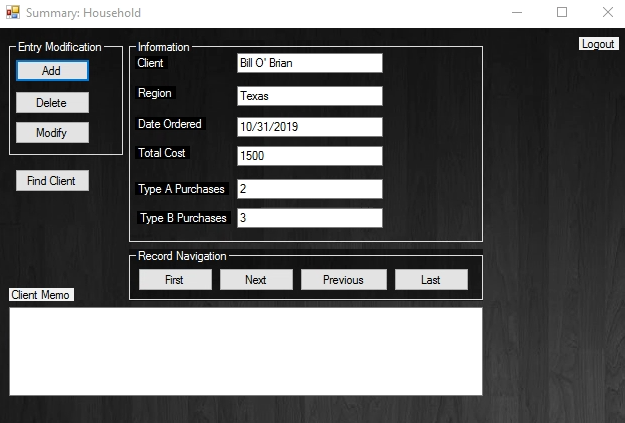 Summary: Household
Logout
Entry Modification
Add
Delete
Modify
Find Client
Information
Client Bill O' Brian
Region Texas
Date Ordered 10/31/2019
Total Cost 1500
Type A Purchases 2
Type B Purchases 3
Record Navigation
First Next Previous Last
Client Memo